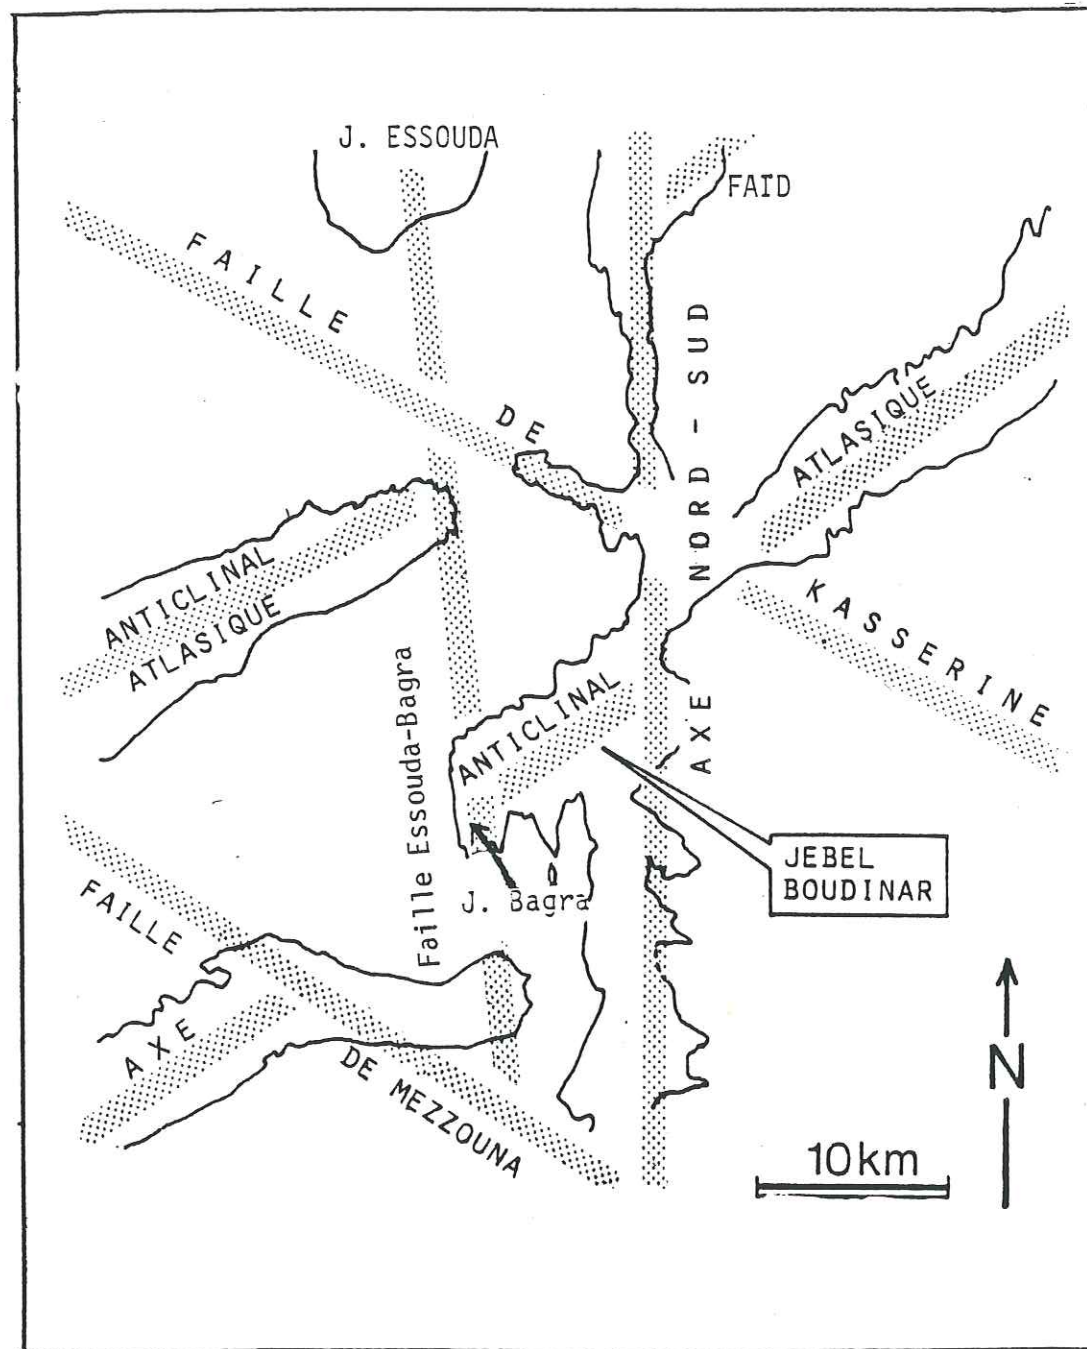 J. ESSOUDA
FAID
FAILLE
DE
KASSERINE
AXE NORD - SUD
ATLASIQUE
ANTICLINAL
ATLASIQUE
ANTICLINAL
Faille Essouda-Bagra
J. Bagra
JEBEL
BOUDINAR
FAILLE
DE MEZZOUNA
AXE
N
10km